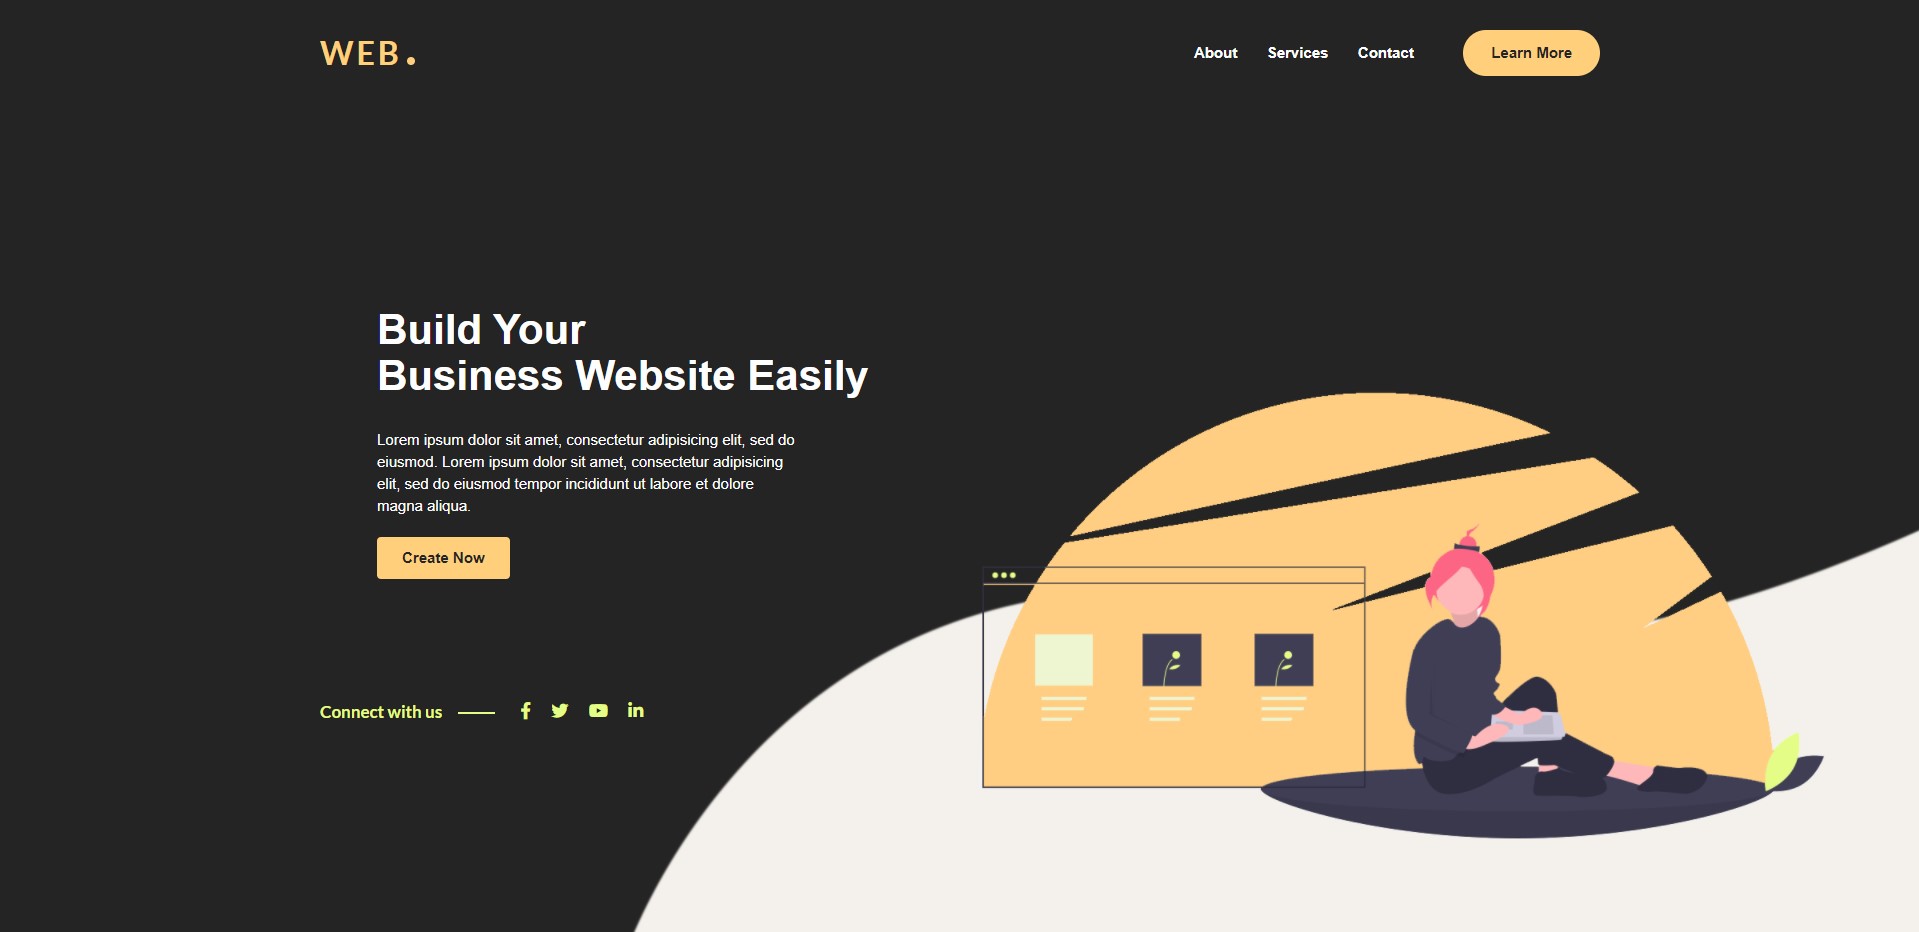 WEB.
About Services Contact Learn More
Build Your
Business Website Easily
Lorem ipsum dolor sit amet, consectetur adipisicing elit, sed do
eiusmod. Lorem ipsum dolor sit amet, consectetur adipisicing
elit, sed do eiusmod tempor incididunt ut labore et dolore
magna aliqua.
Create Now
Connect with us